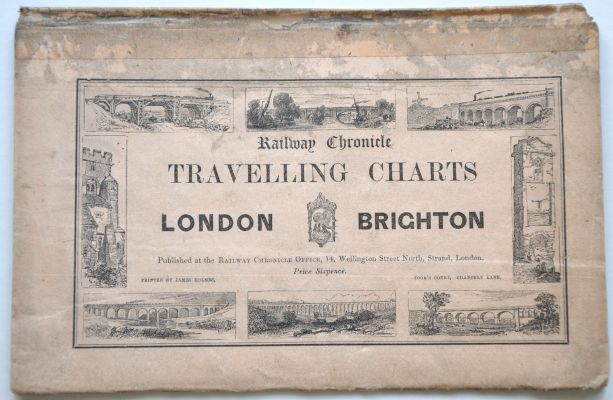 Railway Chronicle
TRAVELLING CHARTS
LONDON BRIGHTON
Published at the RAILWAY CHRONICLE OFFICE, 14, Wellington Street North, Strand, London.
Price Sixpence.
PRINTED BY JAMES HOLMES, TOOK'S COURT, CHANCERY LANE.